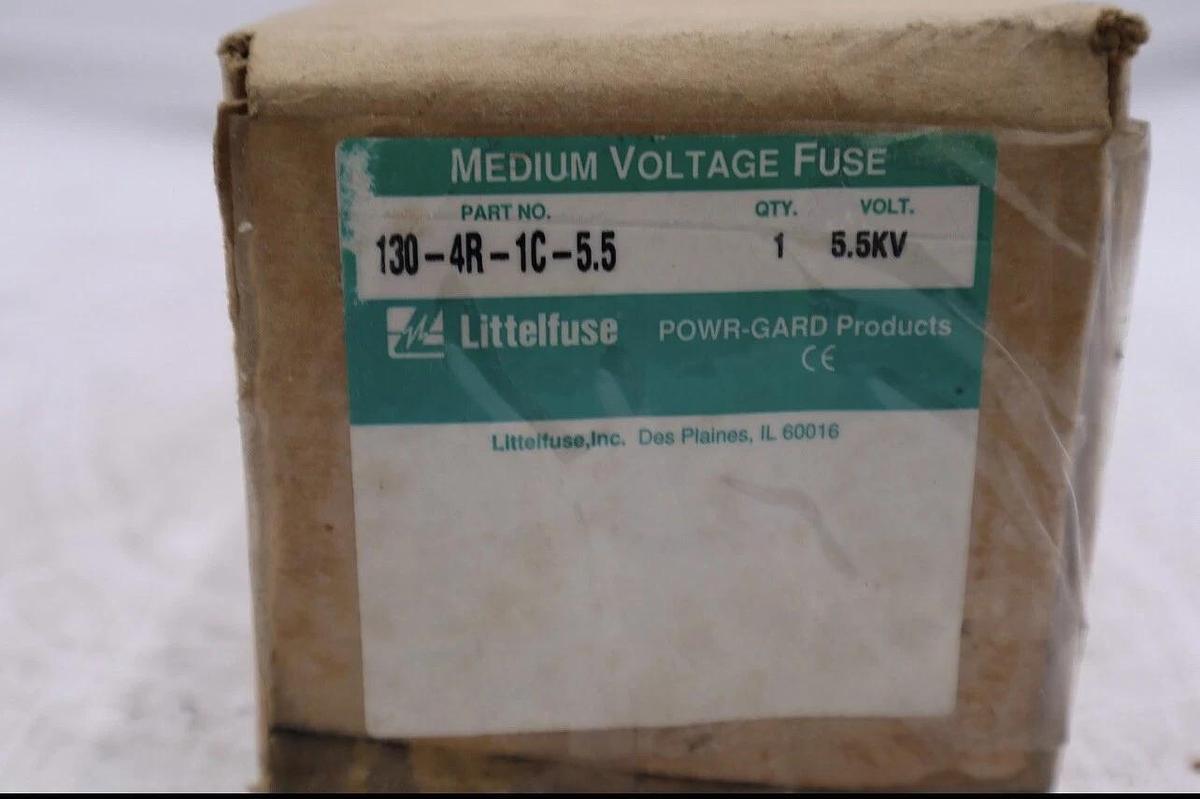 MEDIUM VOLTAGE FUSE
PART NO. QTY. VOLT.
130-4R-1C-5.5 1 5.5KV
Littelfuse POWR-GARD Products
CE
Littelfuse,Inc. Des Plaines, IL 60016